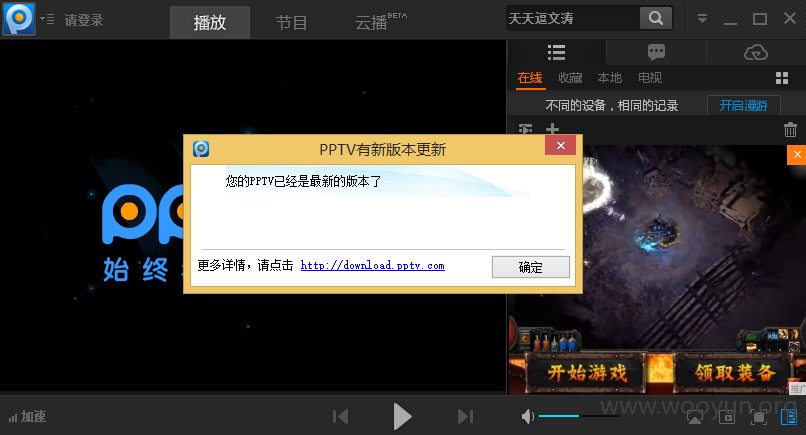 请登录
播放
节目
云播BETA
天天逗文涛
在线
收藏
本地
电视
不同的设备，相同的记录
开启漫游
PPTV有新版本更新
您的PPTV已经是最新的版本了
更多详情，请点击 http://download.pptv.com
确定
始终
开始游戏
领取装备
推广
加速
www.wooyun.org